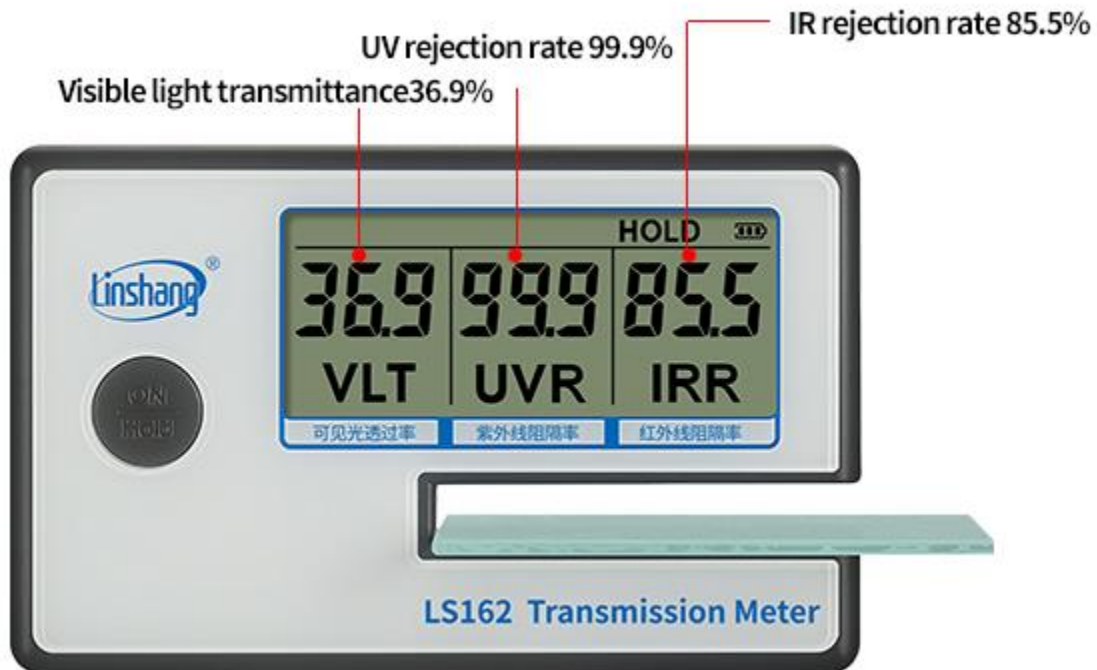 IR rejection rate 85.5%
UV rejection rate 99.9%
Visible light transmittance36.9%
HOLD
36.9 99.9 85.5
VLT UVR IRR
可见光透过率 紫外线阻隔率 红外线阻隔率
Linshang®
ON
HOLD
LS162 Transmission Meter